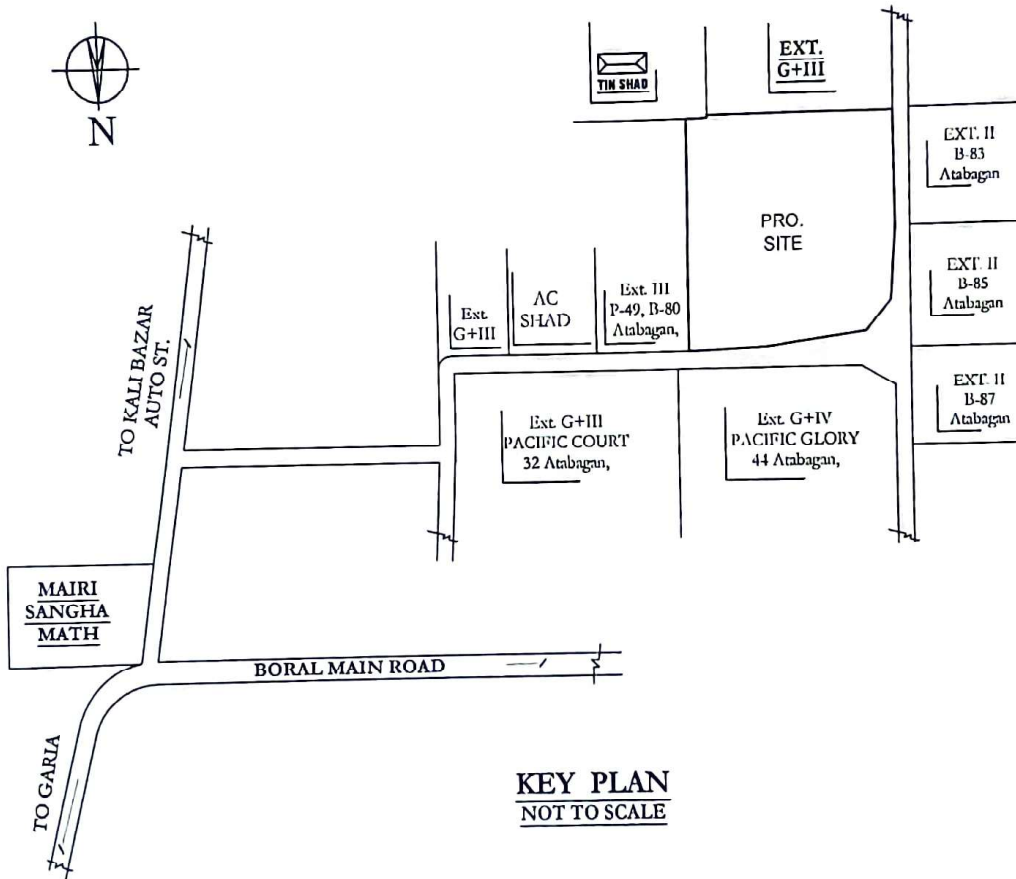 N
TIN SHAD
EXT.
G+III
EXT. II
B-83
Atabagan
PRO.
SITE
EXT. II
B-85
Atabagan
Ext.
G+III
AC
SHAD
Ext. III
P-49, B-80
Atabagan,
EXT. II
B-87
Atabagan
TO KALI BAZAR
AUTO ST.
Ext. G+III
PACIFIC COURT
32 Atabagan,
Ext. G+IV
PACIFIC GLORY
44 Atabagan,
MAIRI
SANGHA
MATH
BORAL MAIN ROAD
TO GARIA
KEY PLAN
NOT TO SCALE